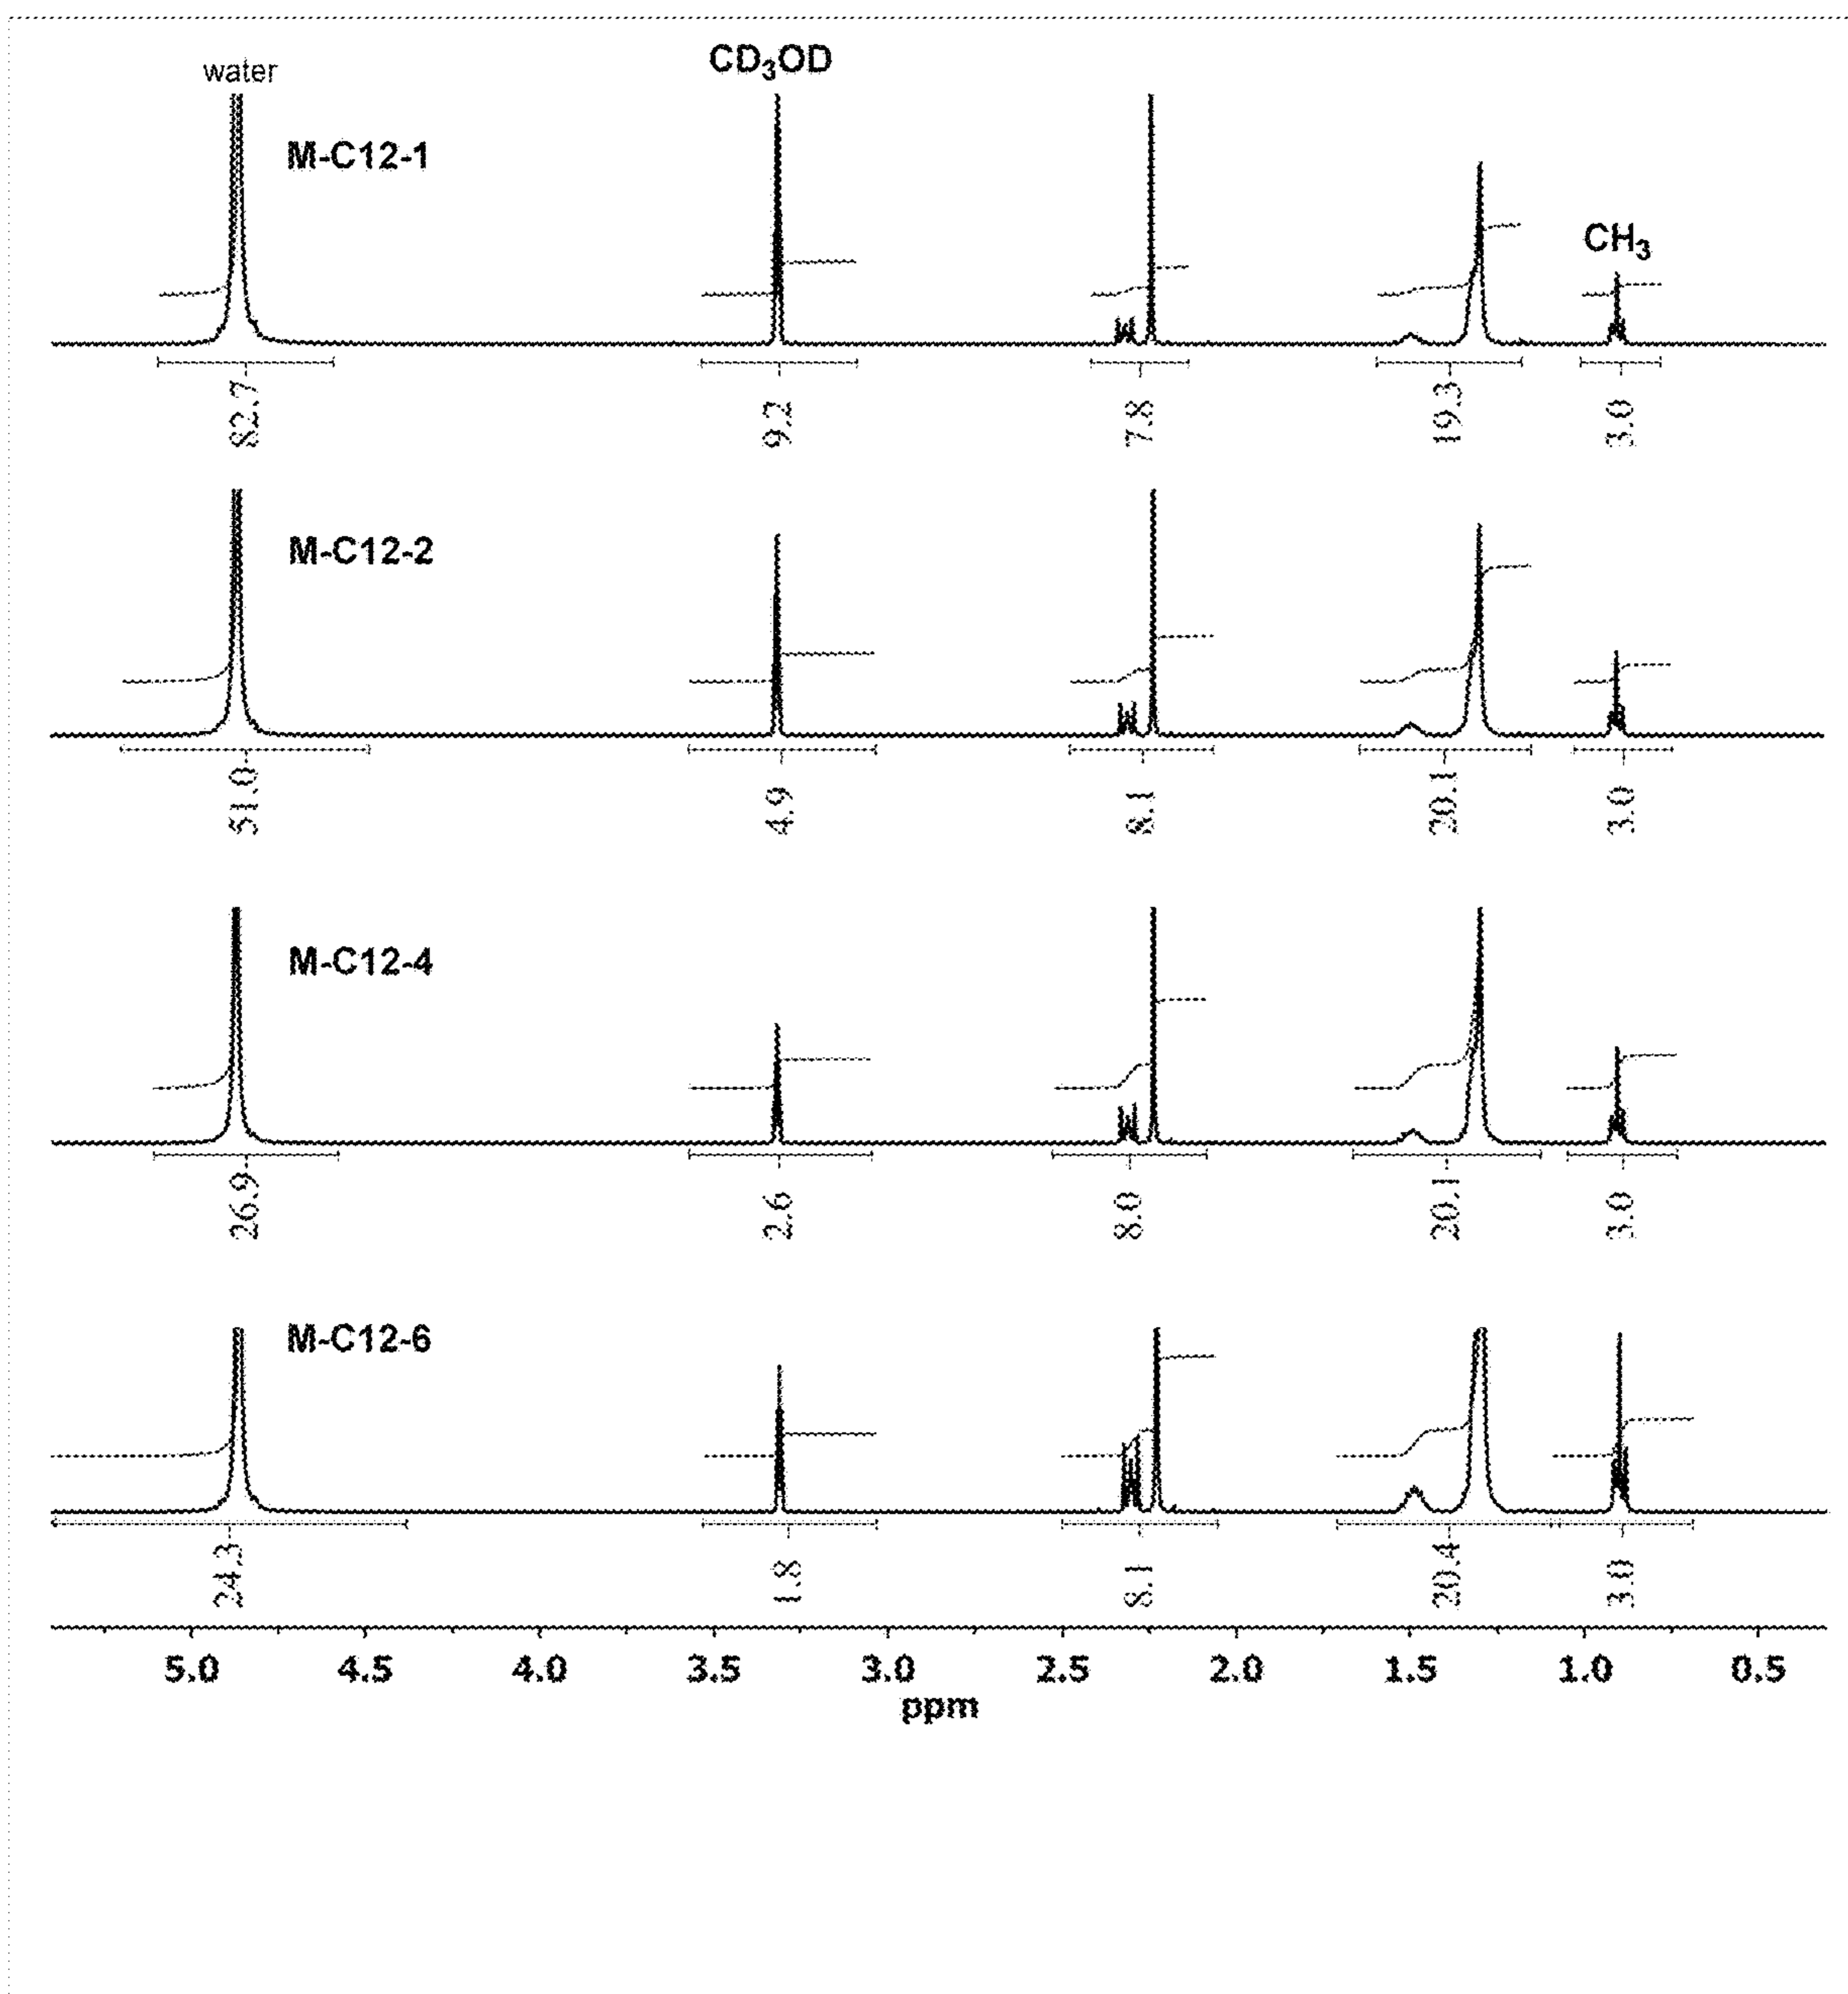 water
CD₃OD
M-C12-1
CH₃
82.7
9.2
7.8
19.3
3.0
M-C12-2
51.0
4.9
8.1
20.1
3.0
M-C12-4
26.9
2.6
8.0
20.1
3.0
M-C12-6
24.3
1.8
8.1
20.4
3.0
5.0 4.5 4.0 3.5 3.0 2.5 2.0 1.5 1.0 0.5
ppm